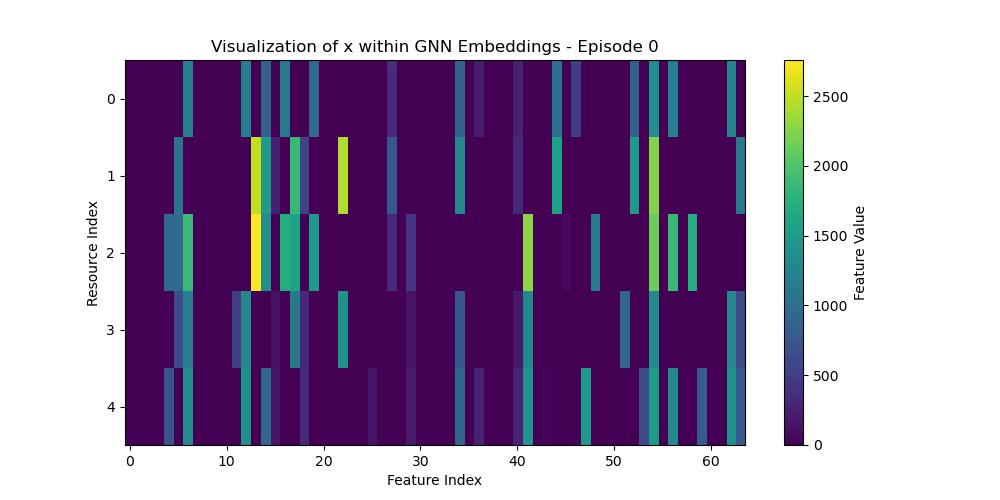 Visualization of x within GNN Embeddings - Episode 0
Resource Index
0
1
2
3
4
0 10 20 30 40 50 60
Feature Index
2500
2000
1500
1000
500
0
Feature Value